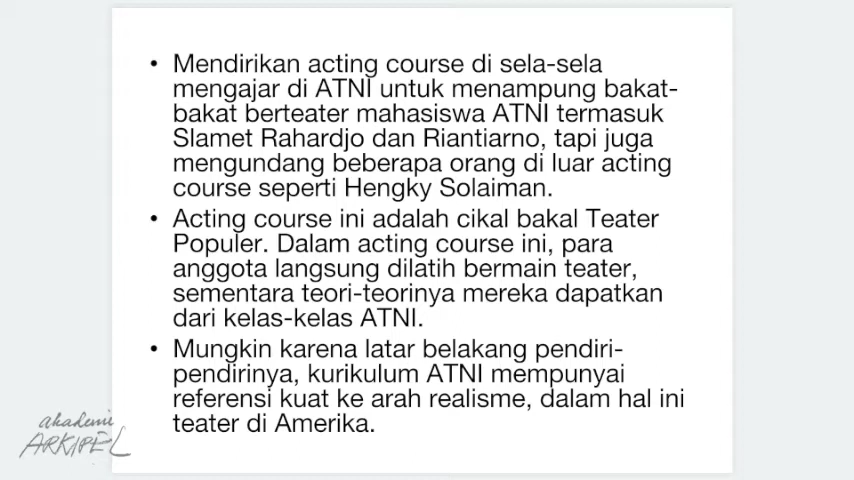 • Mendirikan acting course di sela-sela
mengajar di ATNI untuk menampung bakat-
bakat berteater mahasiswa ATNI termasuk
Slamet Rahardjo dan Riantiarno, tapi juga
mengundang beberapa orang di luar acting
course seperti Hengky Solaiman.
• Acting course ini adalah cikal bakal Teater
Populer. Dalam acting course ini, para
anggota langsung dilatih bermain teater,
sementara teori-teorinya mereka dapatkan
dari kelas-kelas ATNI.
• Mungkin karena latar belakang pendiri-
pendirinya, kurikulum ATNI mempunyai
referensi kuat ke arah realisme, dalam hal ini
teater di Amerika.
akademi
ARKIPEL